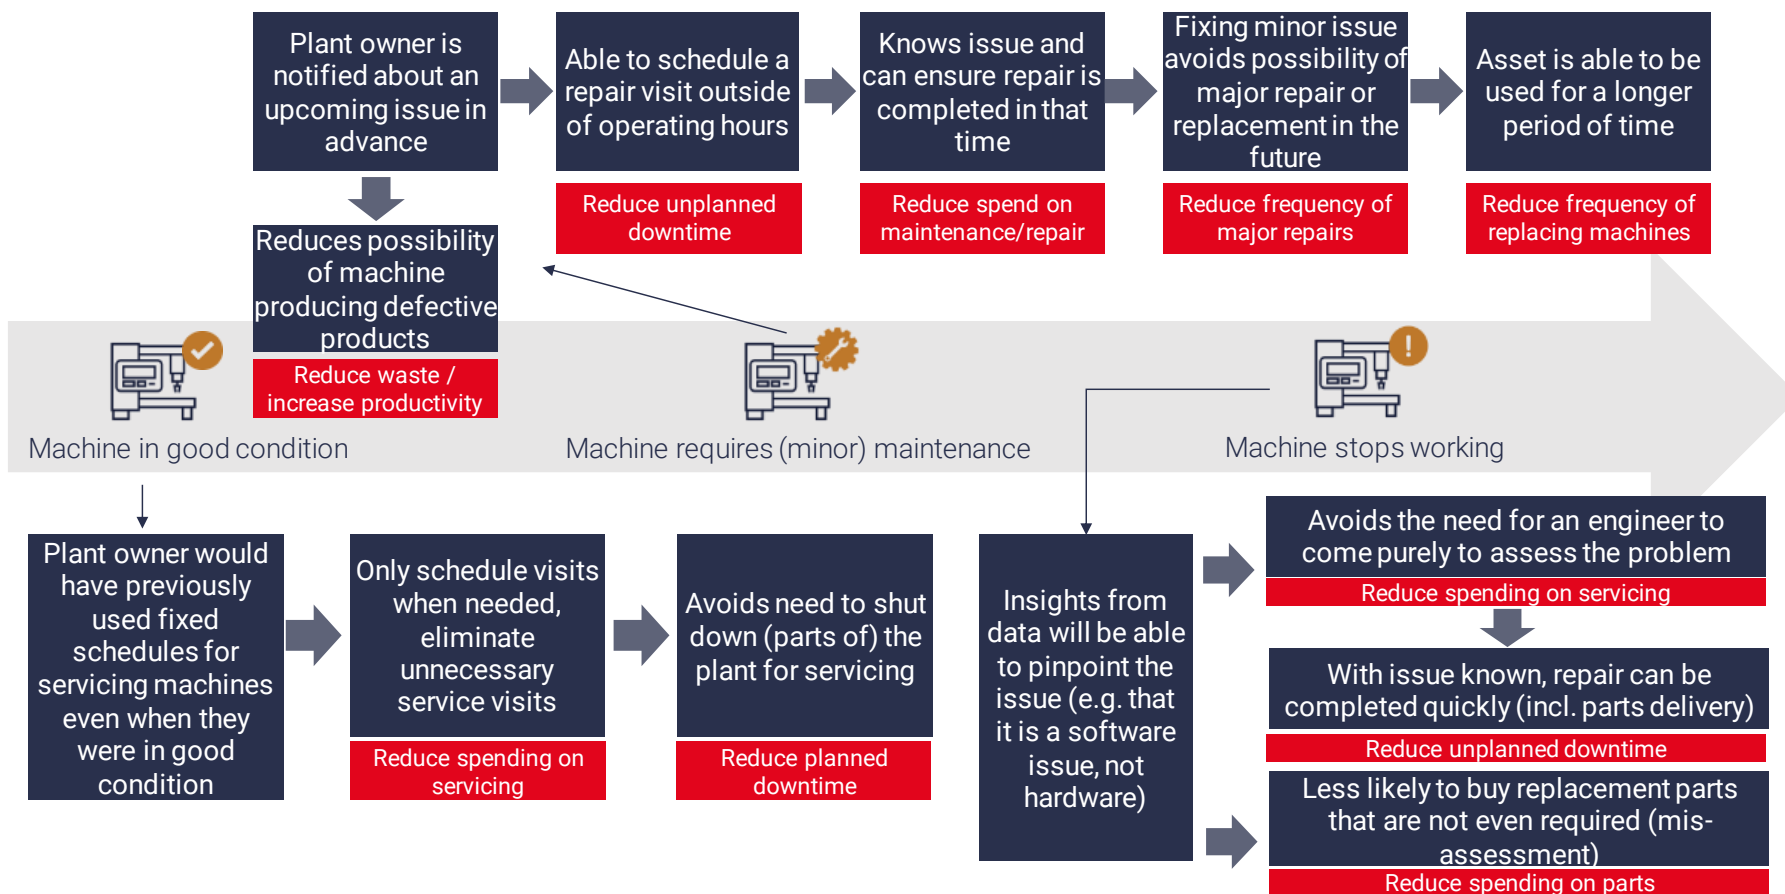 Plant owner is
notified about an
upcoming issue in
advance
Able to schedule a
repair visit outside
of operating hours
Knows issue and
can ensure repair is
completed in that
time
Fixing minor issue
avoids possibility of
major repair or
replacement in the
future
Asset is able to be
used for a longer
period of time
Reduce unplanned
downtime
Reduce spend on
maintenance/repair
Reduce frequency of
major repairs
Reduce frequency of
replacing machines
Reduces possibility
of machine
producing defective
products
Reduce waste /
increase productivity
Machine in good condition
Machine requires (minor) maintenance
Machine stops working
Plant owner would
have previously
used fixed
schedules for
servicing machines
even when they
were in good
condition
Only schedule visits
when needed,
eliminate
unnecessary
service visits
Reduce spending on
servicing
Avoids need to shut
down (parts of) the
plant for servicing
Reduce planned
downtime
Insights from
data will be able
to pinpoint the
issue (e.g. that
it is a software
issue, not
hardware)
Avoids the need for an engineer to
come purely to assess the problem
Reduce spending on servicing
With issue known, repair can be
completed quickly (incl. parts delivery)
Reduce unplanned downtime
Less likely to buy replacement parts
that are not even required (mis-
assessment)
Reduce spending on parts